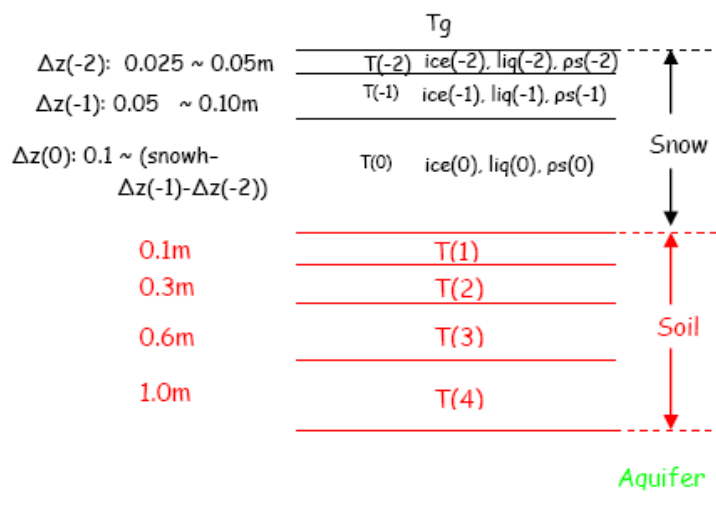 Tg
Δz(-2): 0.025 ~ 0.05m T(-2) ice(-2), liq(-2), ρs(-2)
Δz(-1): 0.05 ~ 0.10m T(-1) ice(-1), liq(-1), ρs(-1)
Snow
Δz(0): 0.1 ~ (snowh- T(0) ice(0), liq(0), ρs(0)
Δz(-1)-Δz(-2))
0.1m T(1)
0.3m T(2)
Soil
0.6m T(3)
1.0m T(4)
Aquifer